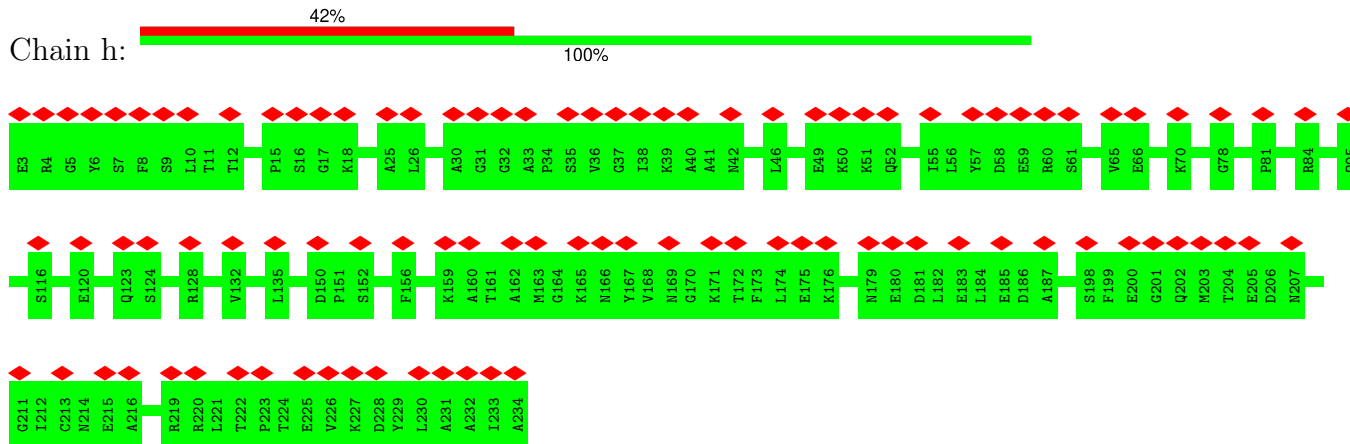 42%
Chain h:
100%
E3 R4 G5 Y6 S7 F8 S9 L10 T11 T12 P15 S16 G17 K18 A25 L26 A30 G31 G32 A33 P34 S35 V36 G37 I38 K39 A40 A41 N42 L46 E49 K50 K51 Q52 I55 L56 Y57 D58 E59 R60 S61 V65 E66 K70 G78 P81 R84
S116 E120 Q123 S124 R128 V132 L135 D150 P151 S152 F156 K159 A160 T161 A162 M163 G164 K165 N166 Y167 V168 N169 G170 K171 T172 F173 L174 E175 K176 N179 E180 D181 L182 E183 L184 E185 D186 A187 S198 F199 E200 G201 Q202 M203 T204 E205 D206 N207
G211 I212 C213 N214 E215 A216 R219 R220 L221 T222 P223 T224 E225 V226 K227 D228 Y229 L230 A231 A232 I233 A234